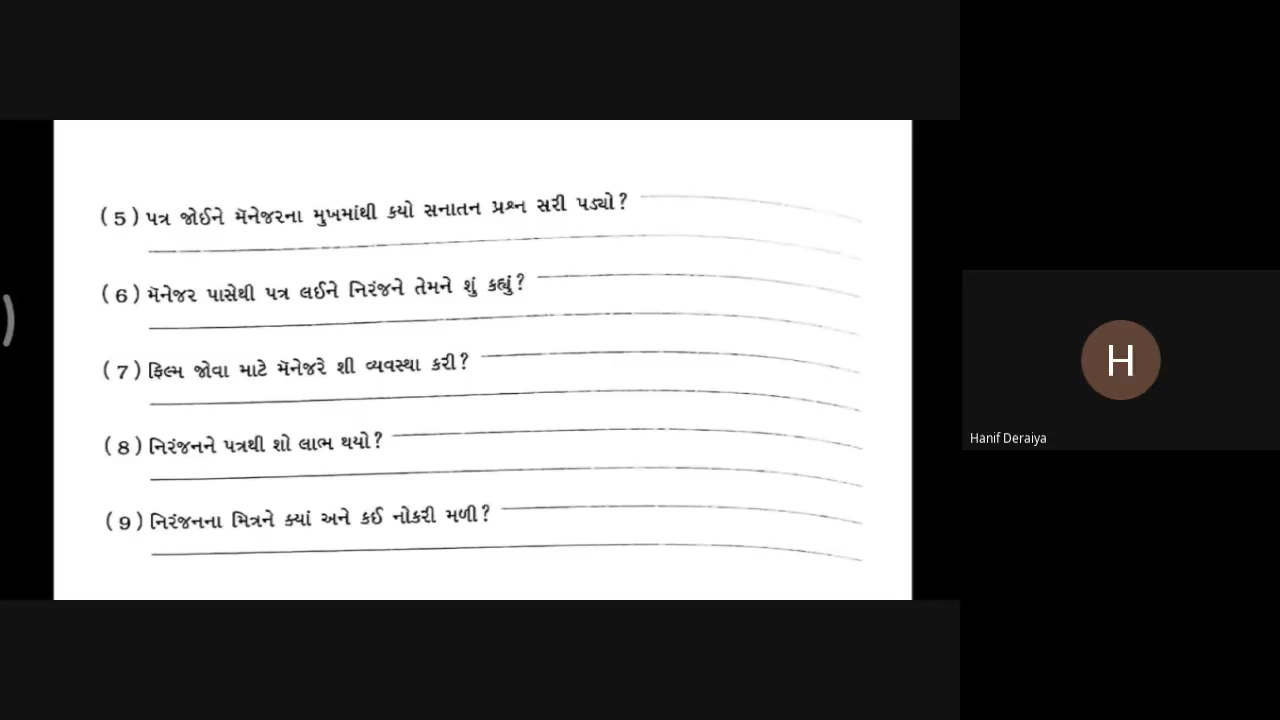 (5) પત્ર જોઈને મૅનેજરના મુખમાંથી કયો સનાતન પ્રશ્ન સરી પડ્યો?
(6) મૅનેજર પાસેથી પત્ર લઈને નિરંજને તેમને શું કહ્યું?
(7) ફિલ્મ જોવા માટે મૅનેજરે શી વ્યવસ્થા કરી?
(8) નિરંજનને પત્રથી શો લાભ થયો?
(9) નિરંજનના મિત્રને ક્યાં અને કઈ નોકરી મળી?
H
Hanif Deraiya